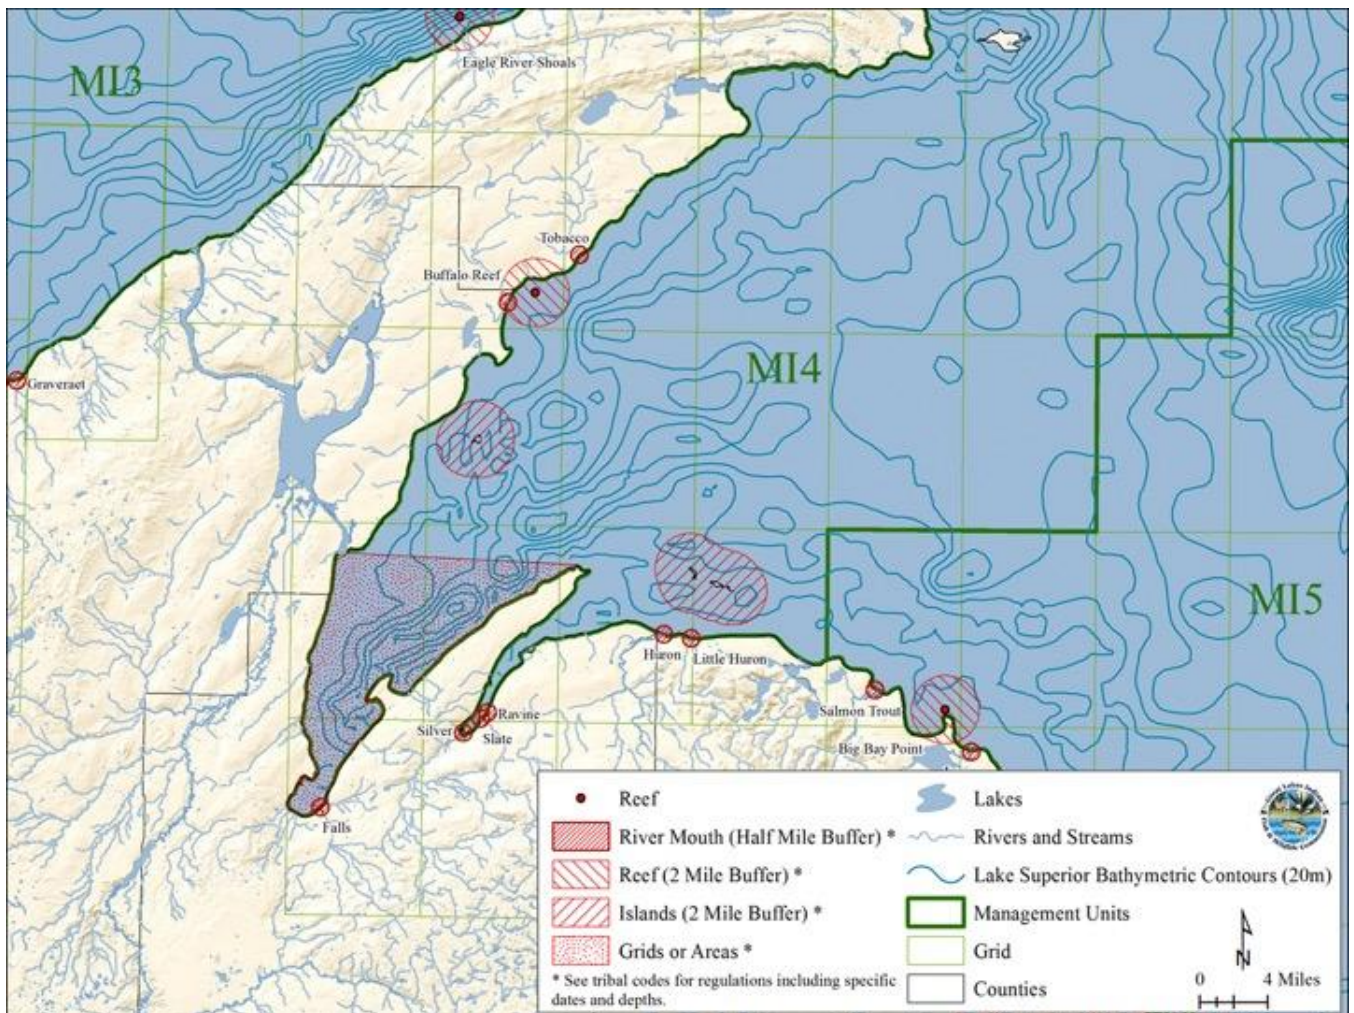 Eagle River Shoals
MI3
Tobacco
Buffalo Reef
MI4
Graveraet
MI5
Huron
Little Huron
Salmon Trout
Ravine
Silver
Slate
Big Bay Point
Falls
Reef
River Mouth (Half Mile Buffer) *
Reef (2 Mile Buffer) *
Islands (2 Mile Buffer) *
Grids or Areas *
* See tribal codes for regulations including specific
dates and depths.
Lakes
Rivers and Streams
Lake Superior Bathymetric Contours (20m)
Management Units
Grid
Counties
N
0 4 Miles